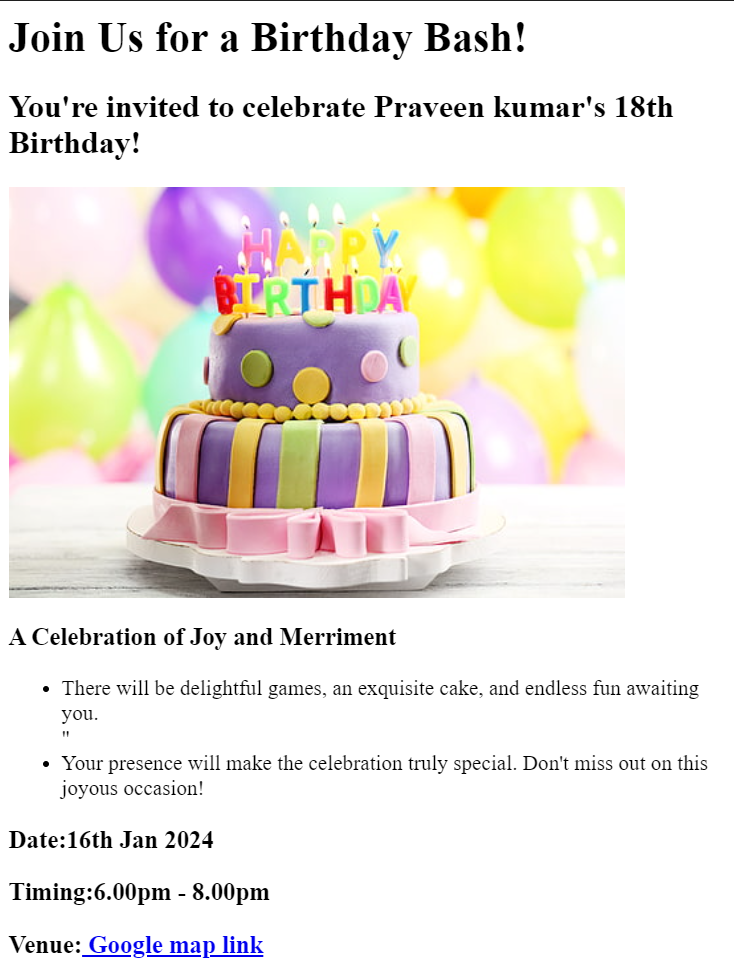 Join Us for a Birthday Bash!
You're invited to celebrate Praveen kumar's 18th
Birthday!
HAPPY
BIRTHDAY
A Celebration of Joy and Merriment
There will be delightful games, an exquisite cake, and endless fun awaiting
you.
"
Your presence will make the celebration truly special. Don't miss out on this
joyous occasion!
Date:16th Jan 2024
Timing:6.00pm - 8.00pm
Venue: Google map link